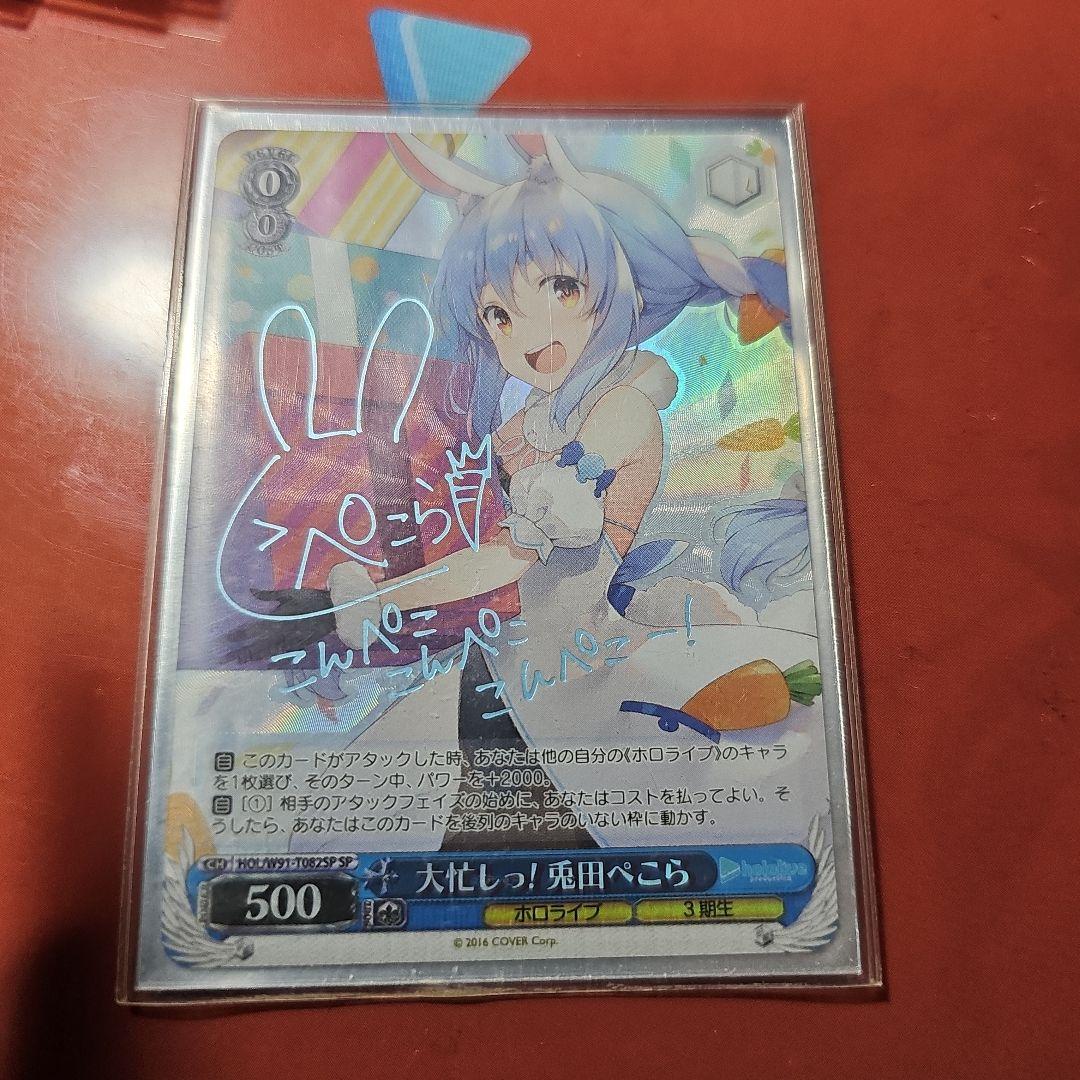 LEVEL
0
0
COST
ぺこら
こんぺこ
こんぺこ
こんぺこー!
自 このカードがアタックした時、あなたは他の自分の《ホロライブ》のキャラ
を1枚選び、そのターン中、パワーを+2000。
自 [①] 相手のアタックフェイズの始めに、あなたはコストを払ってよい。そ
うしたら、あなたはこのカードを後列のキャラのいない枠に動かす。
CH HOL/W91-T082SP SP
大忙しっ! 兎田ぺこら
hololive
500
ホロライブ
3期生
© 2016 COVER Corp.